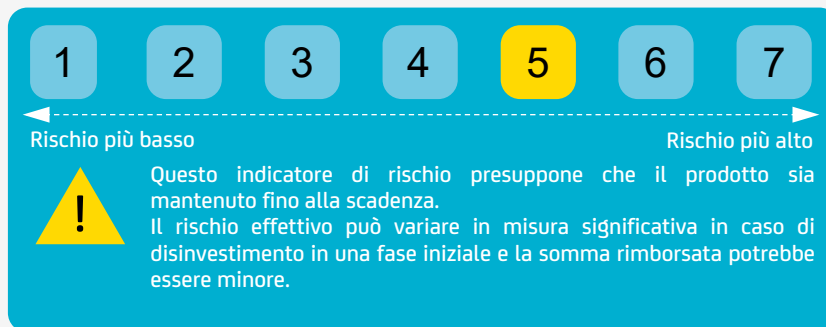 1 2 3 4 5 6 7
Rischio più basso Rischio più alto
!
Questo indicatore di rischio presuppone che il prodotto sia
mantenuto fino alla scadenza.
Il rischio effettivo può variare in misura significativa in caso di
disinvestimento in una fase iniziale e la somma rimborsata potrebbe
essere minore.